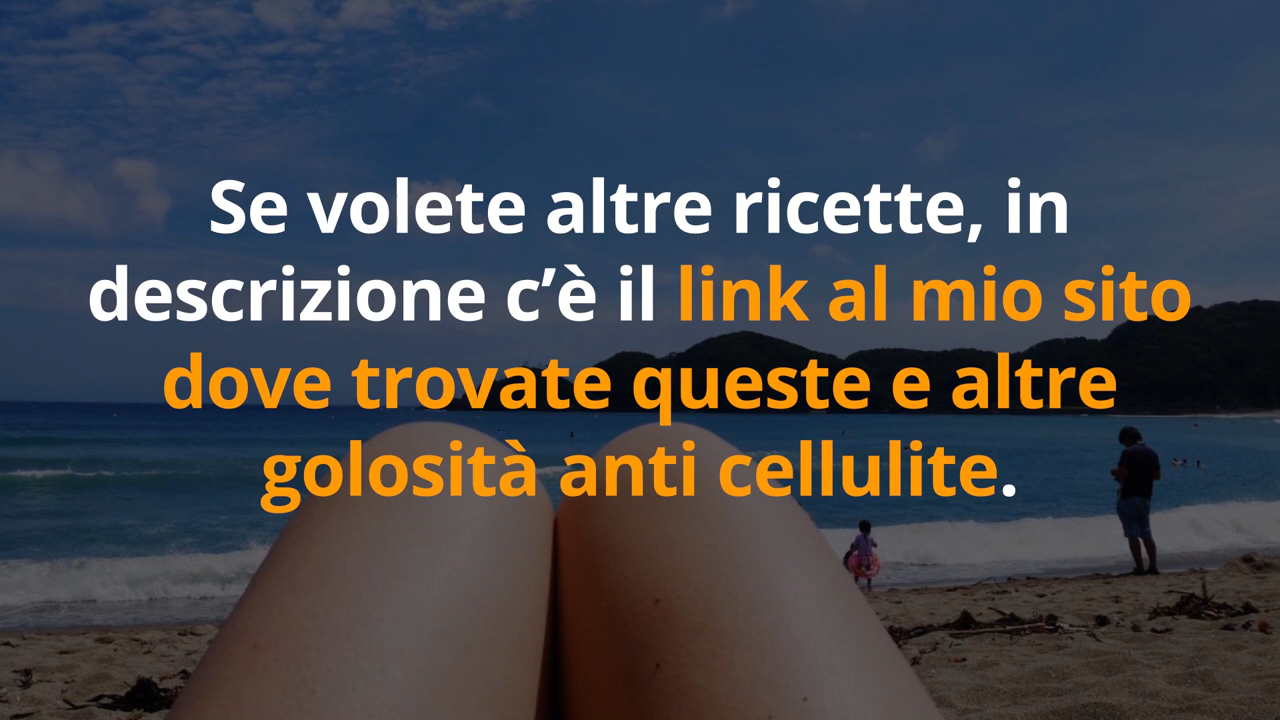 Se volete altre ricette, in
descrizione c’è il link al mio sito
dove trovate queste e altre
golosità anti cellulite.